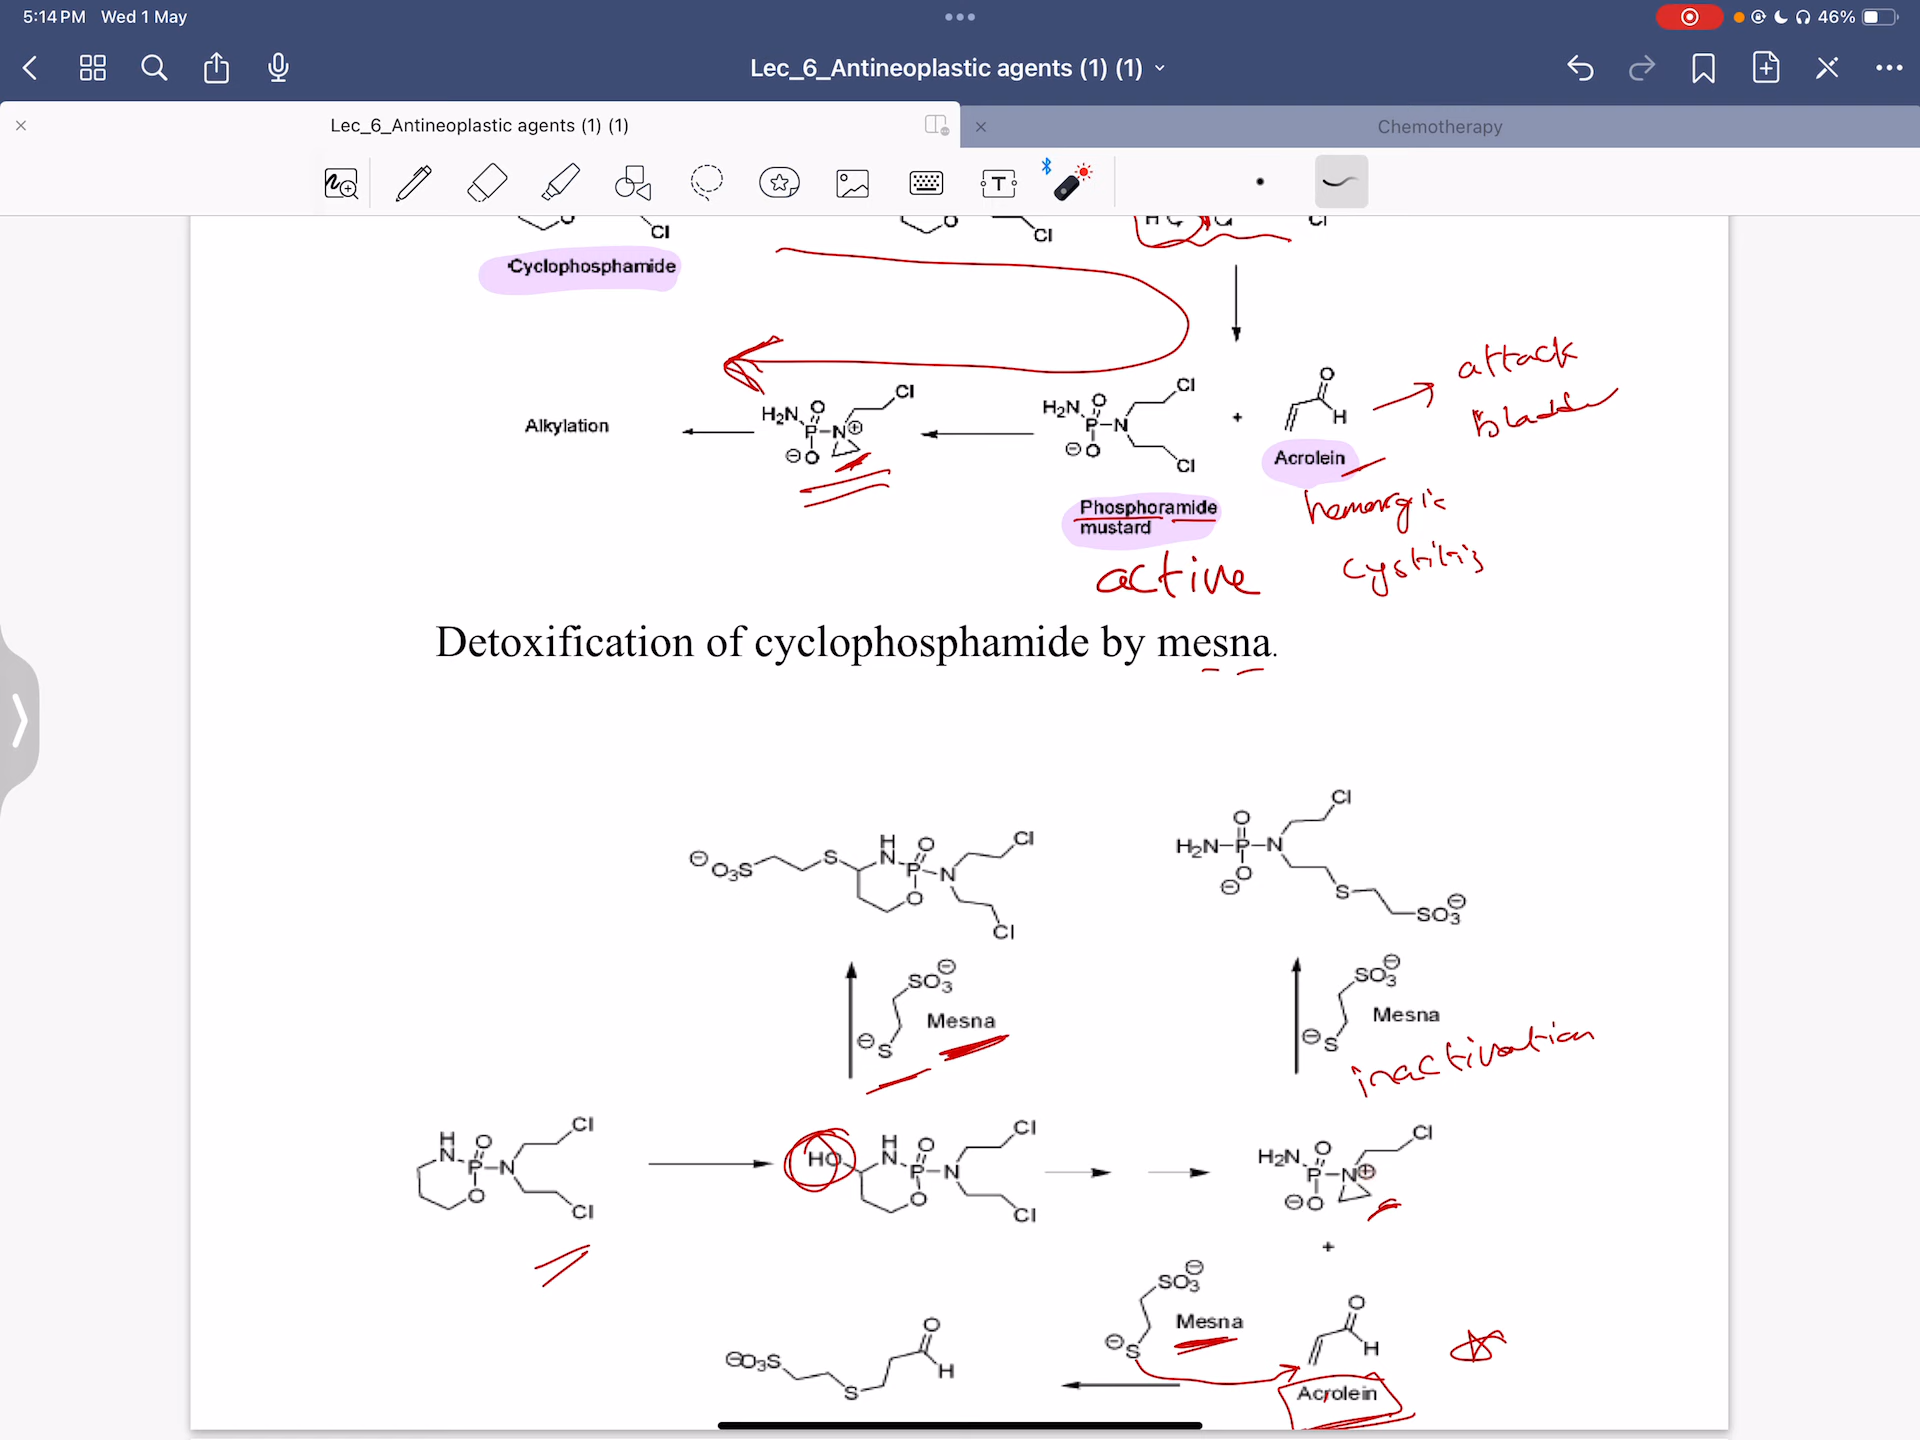 5:14 PM Wed 1 May
46%
Lec_6_Antineoplastic agents (1) (1)
Lec_6_Antineoplastic agents (1) (1)
Chemotherapy
T
O Cl
O Cl
H Cl
Cyclophosphamide
attack
bladder
Alkylation
H2N O P N ⊕ Cl ⊖O
H2N O P N Cl Cl ⊖O
+
O H
Acrolein
Phosphoramide
mustard
hemorgic
cystitis
active
Detoxification of cyclophosphamide by mesna.
⊖O3S S H N O P N O Cl Cl
H2N P O N Cl O⊖ S SO3⊖
SO3⊖
Mesna
⊖S
SO3⊖
Mesna
⊖S
inactivation
H N O P N O Cl Cl
HO H N O P N O Cl Cl
H2N O P N⊕ Cl ⊖O
+
SO3⊖
Mesna
⊖S
O H
⊖O3S S O H
Acrolein